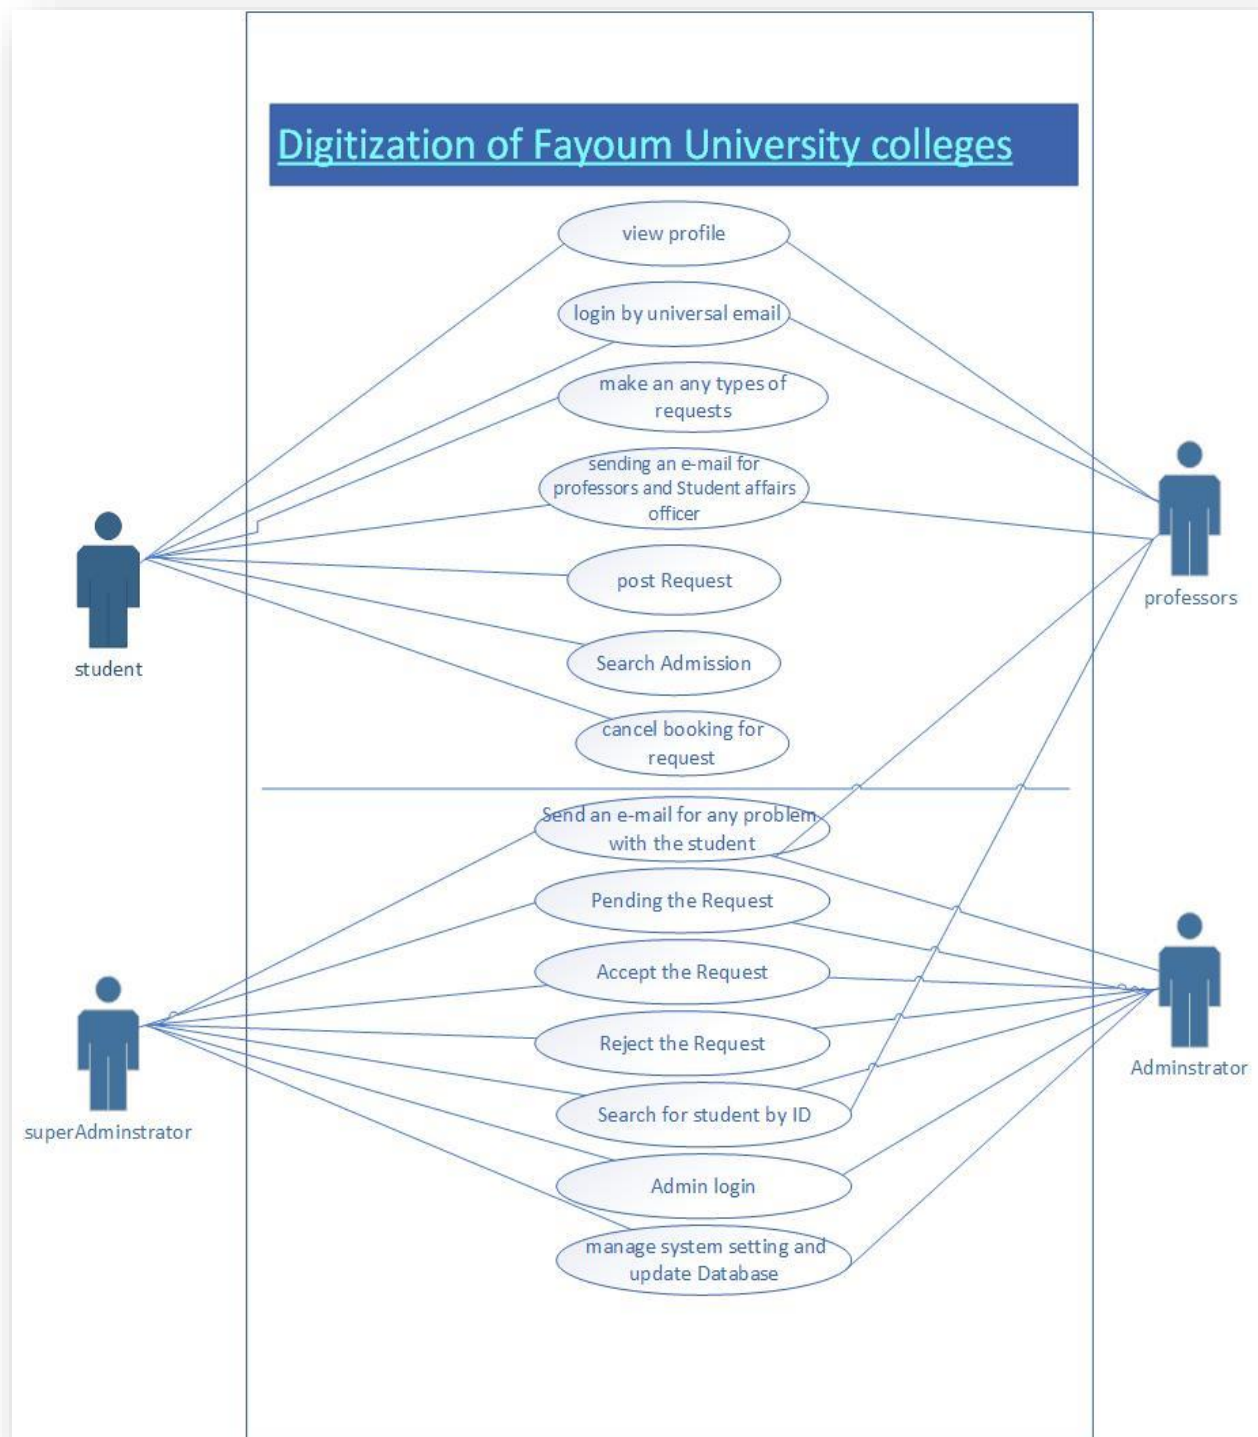 Digitization of Fayoum University colleges
view profile
login by universal email
make an any types of
requests
sending an e-mail for
professors and Student affairs
officer
post Request
Search Admission
cancel booking for
request
student
professors
Send an e-mail for any problem
with the student
Pending the Request
Accept the Request
Reject the Request
Search for student by ID
Admin login
manage system setting and
update Database
superAdminstrator
Adminstrator